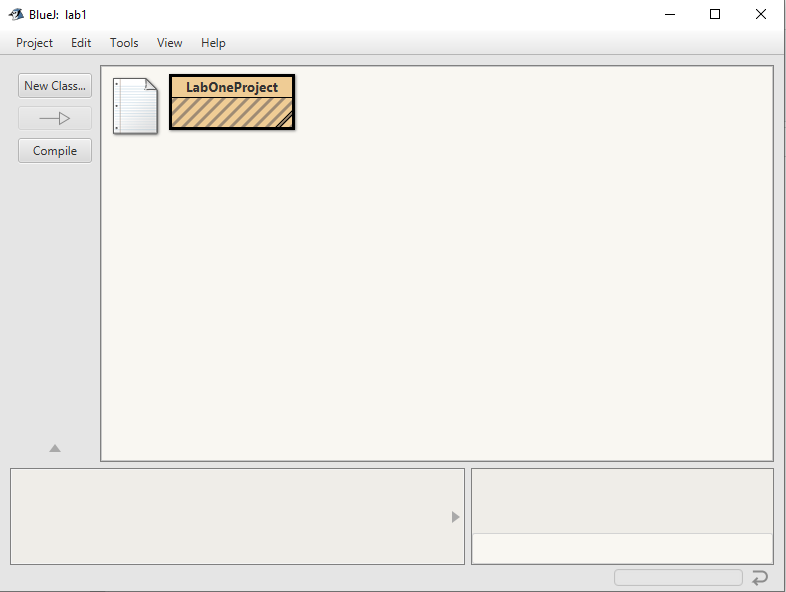 BlueJ: lab1
Project Edit Tools View Help
New Class...
LabOneProject
Compile